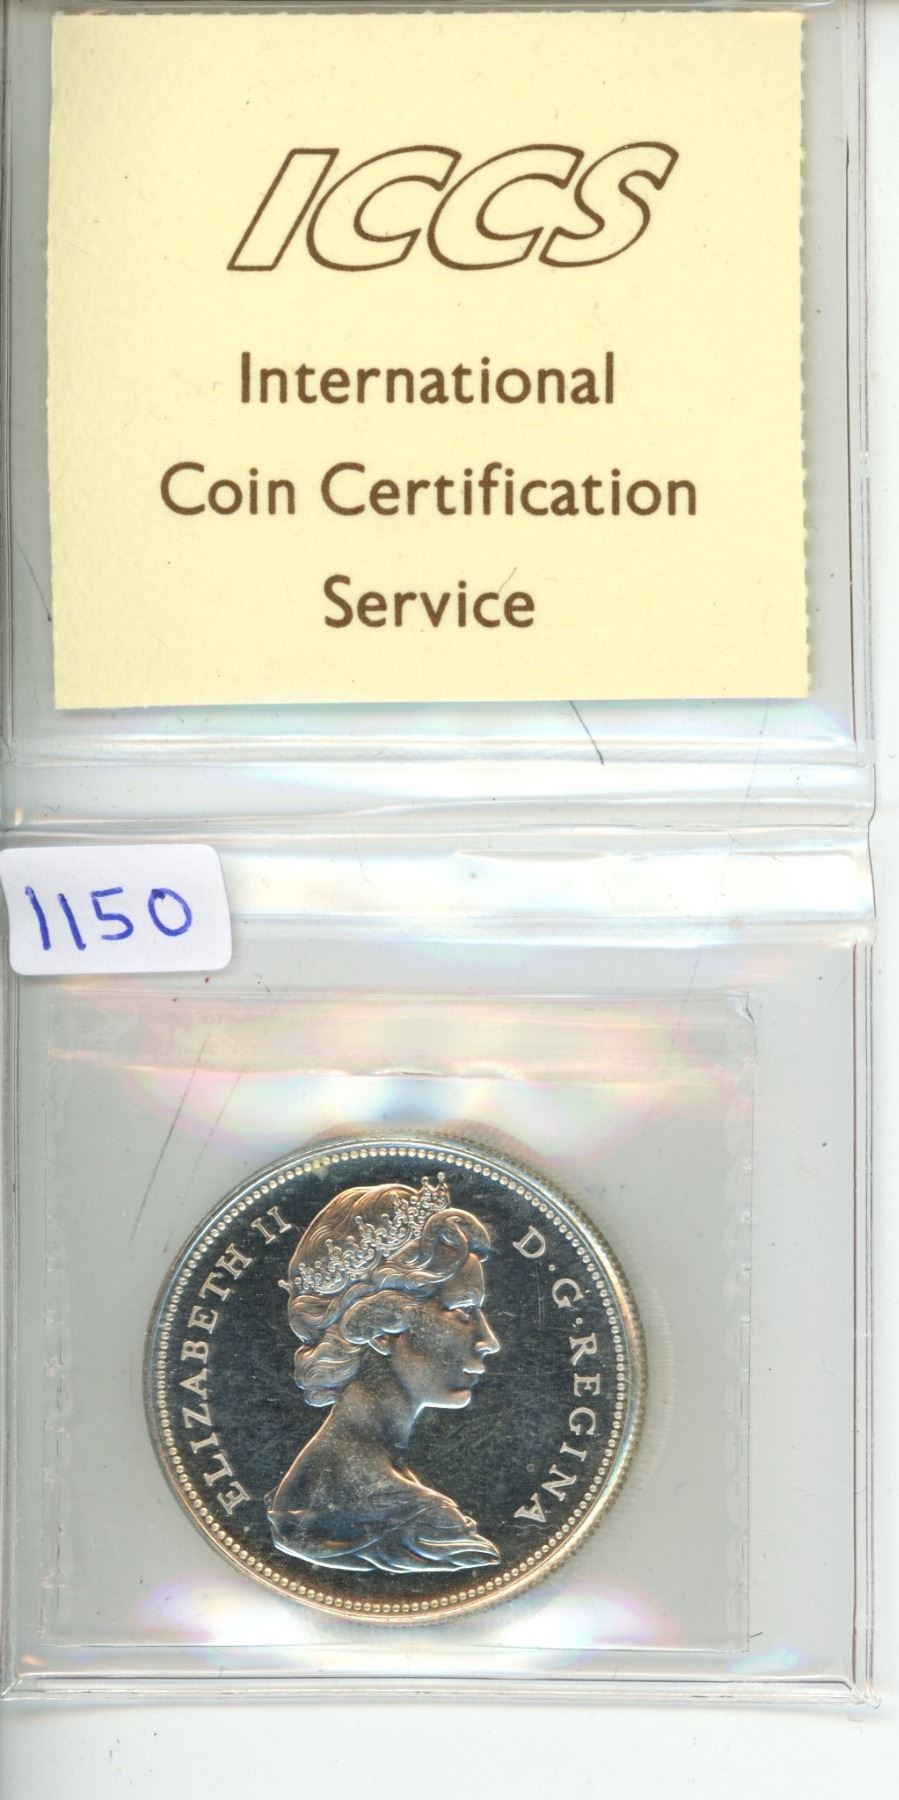 ICCS
International
Coin Certification
Service
1150
ELIZABETH II D·G·REGINA